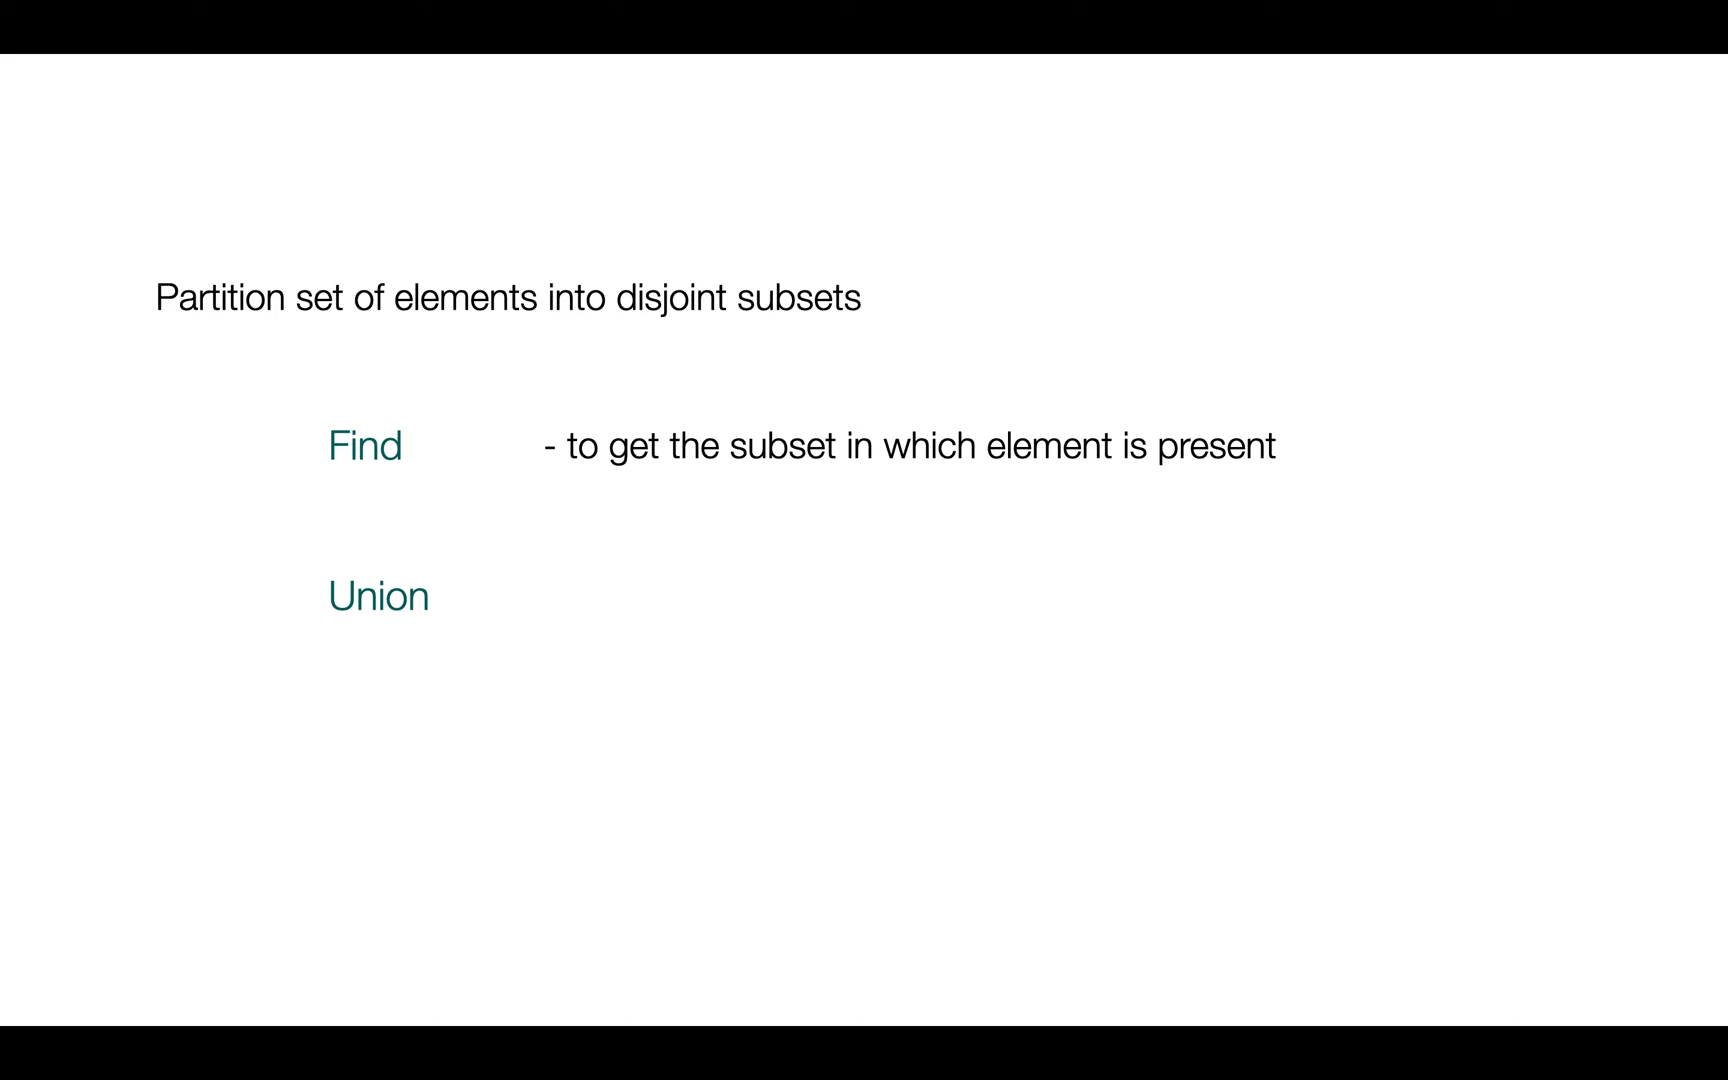 Partition set of elements into disjoint subsets
Find - to get the subset in which element is present
Union